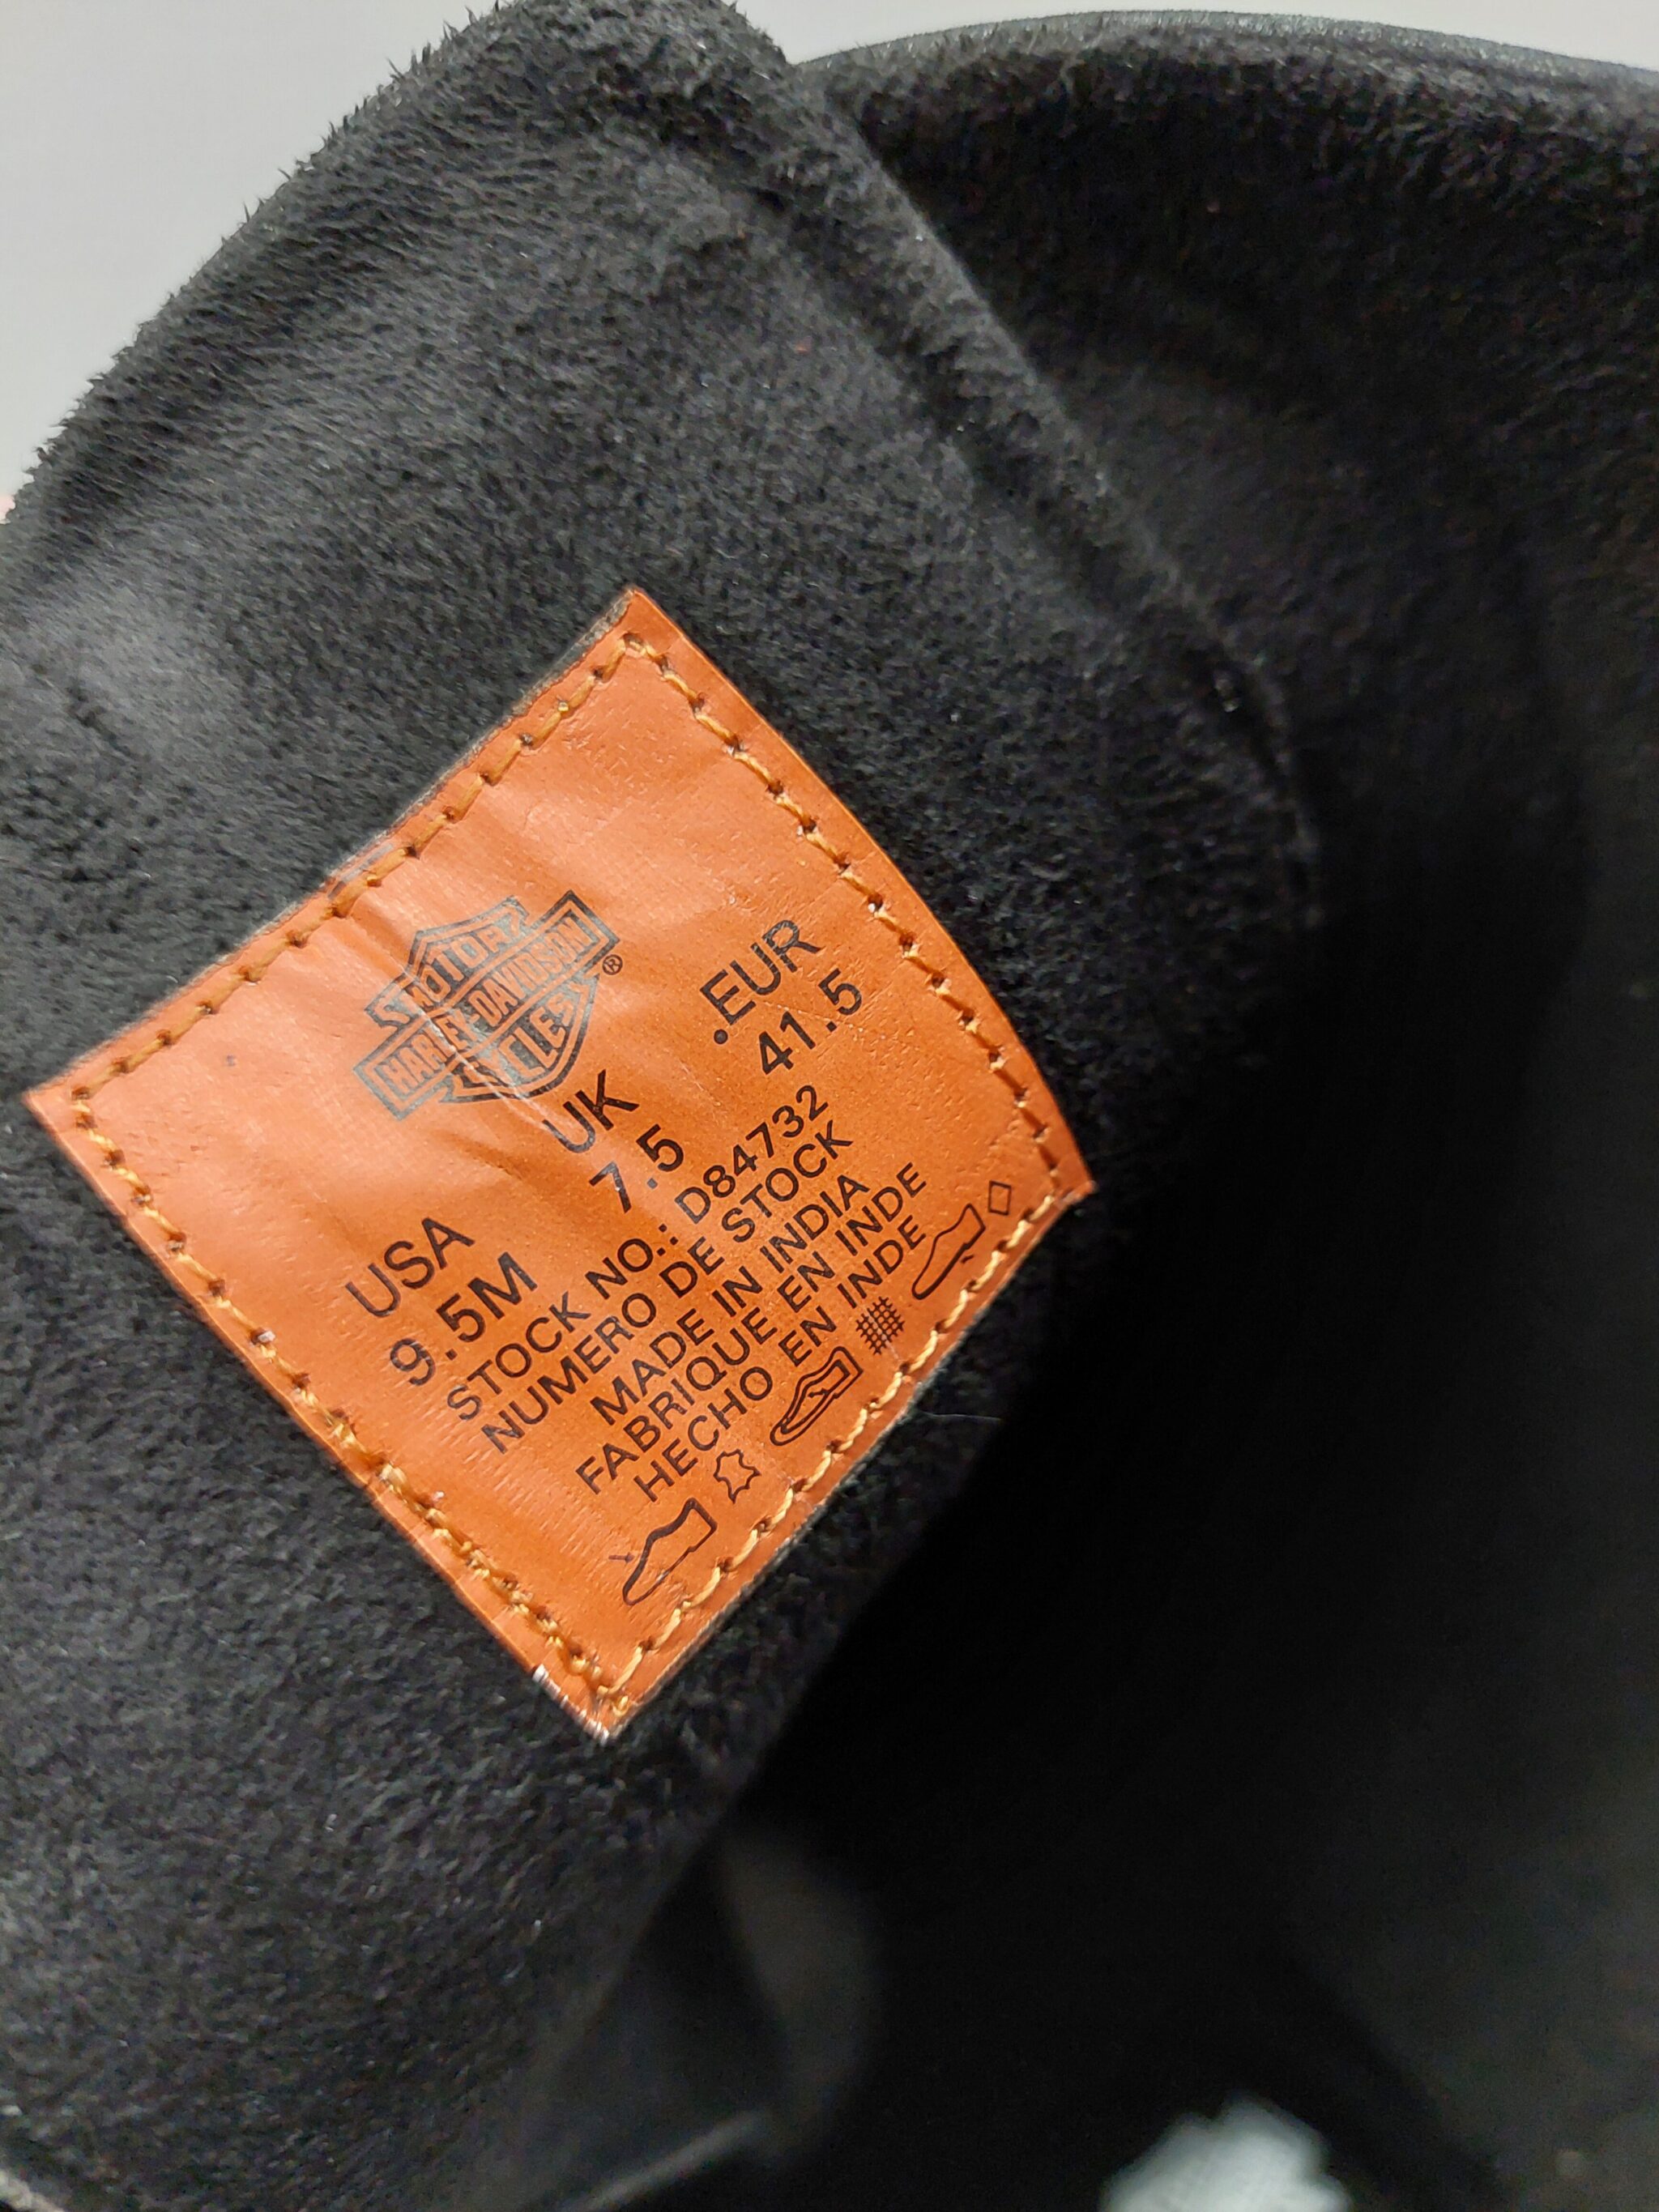 MOTOR
HARLEY-DAVIDSON
CYCLES
®
USA UK .EUR
9.5M 7.5 41.5
STOCK NO.: D84732
NUMERO DE STOCK
MADE IN INDIA
FABRIQUE EN INDE
HECHO EN INDE